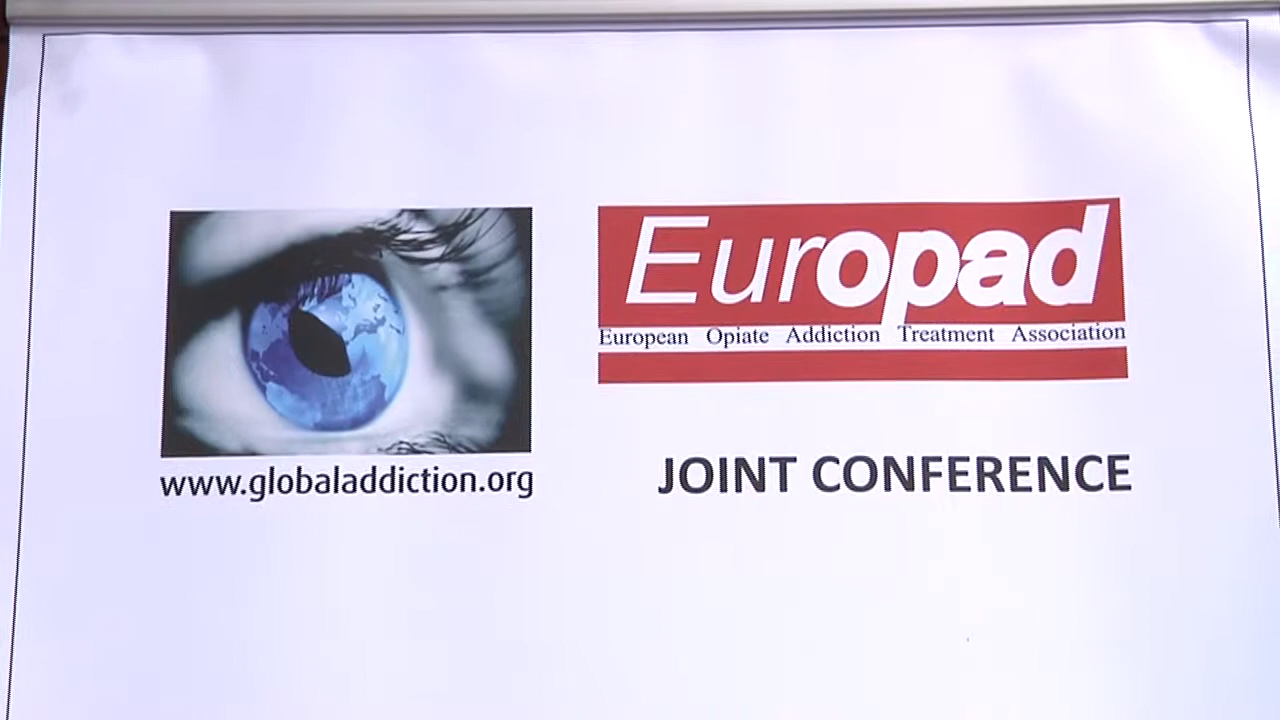 Europad
European Opiate Addiction Treatment Association
www.globaladdiction.org
JOINT CONFERENCE